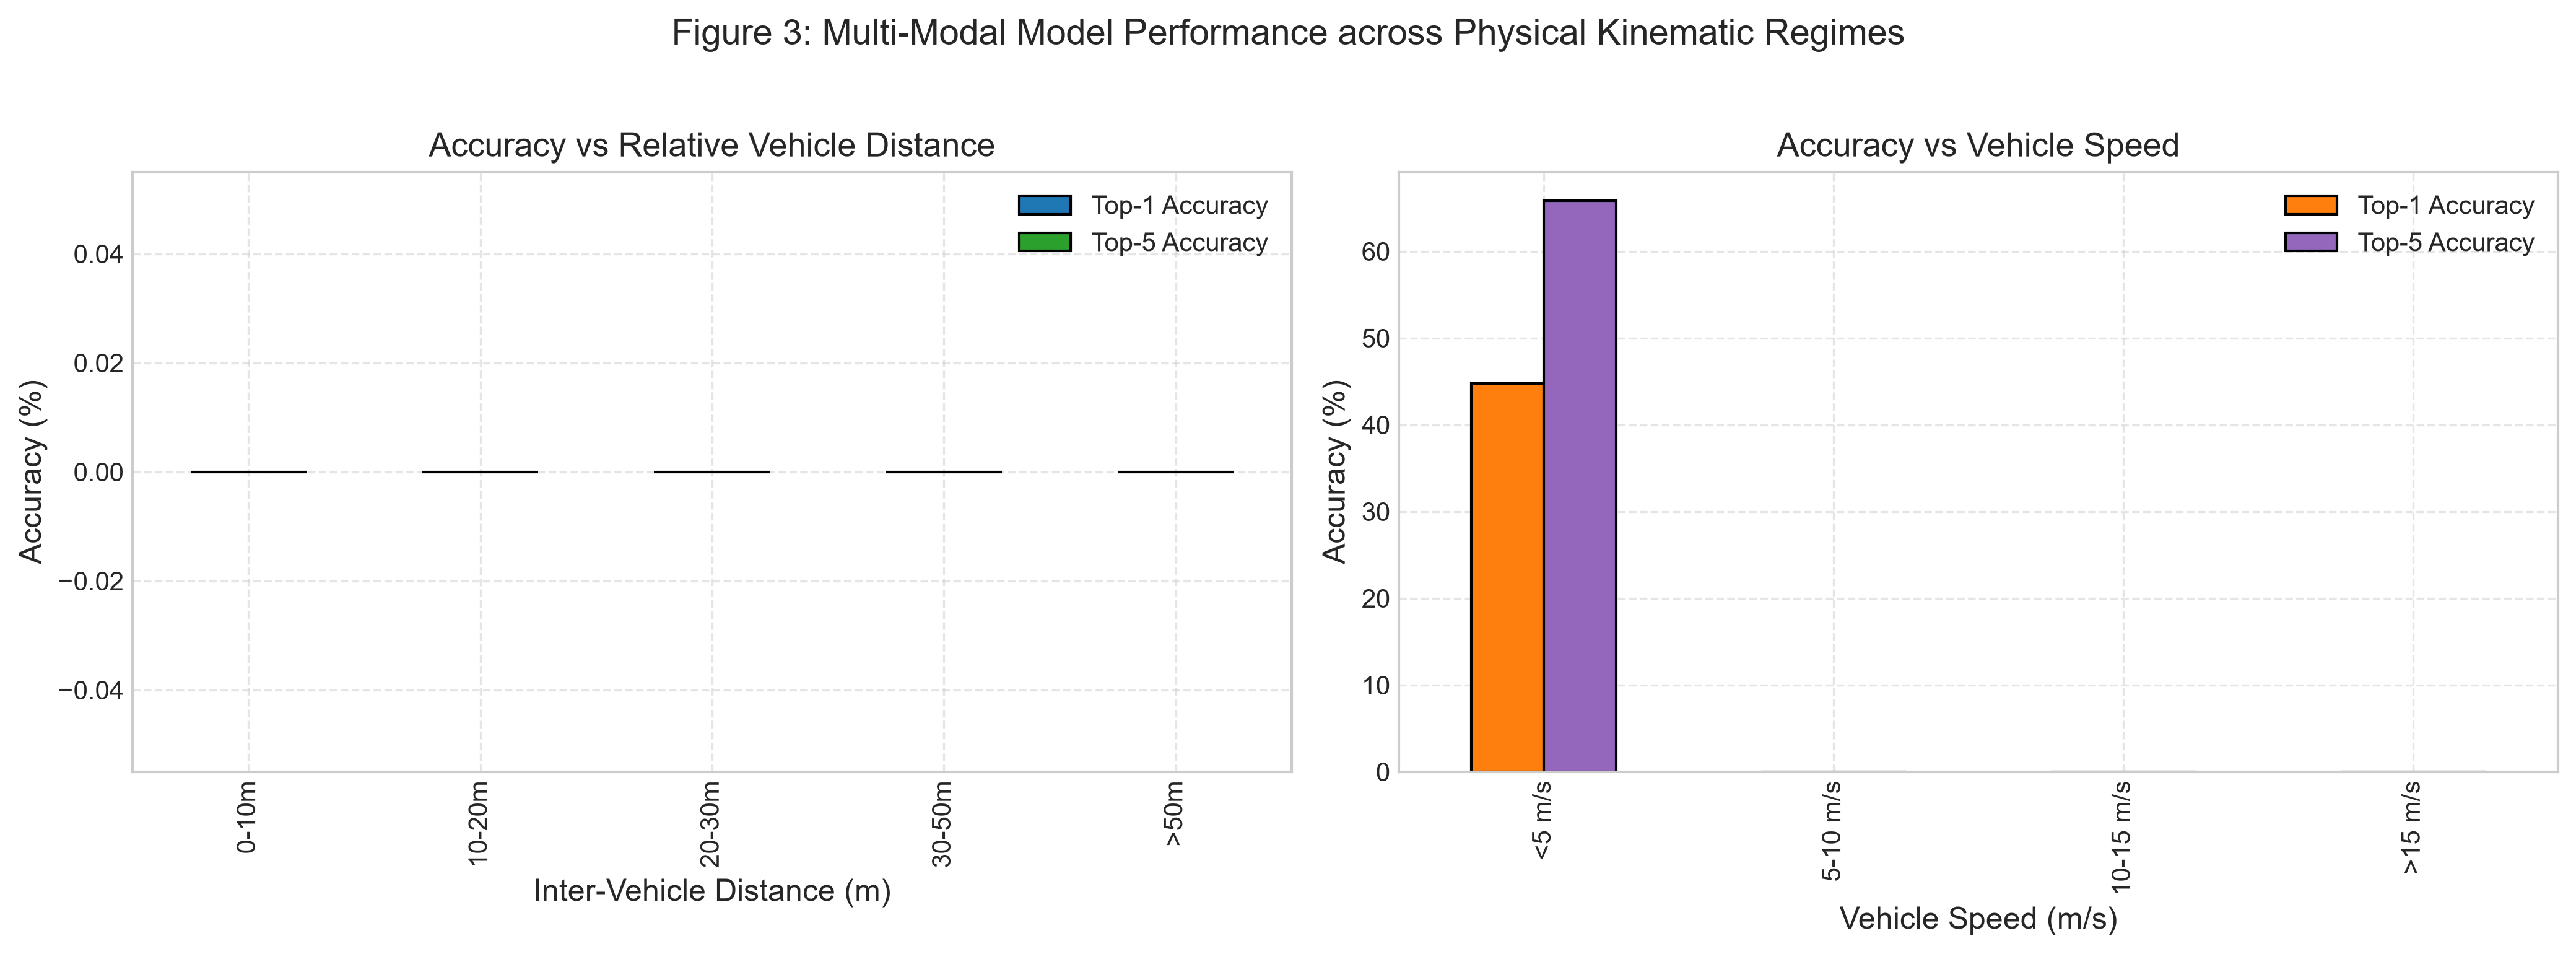 Figure 3: Multi-Modal Model Performance across Physical Kinematic Regimes
Accuracy vs Relative Vehicle Distance
Top-1 Accuracy
Top-5 Accuracy
Accuracy (%)
0.04
0.02
0.00
−0.02
−0.04
0-10m
10-20m
20-30m
30-50m
>50m
Inter-Vehicle Distance (m)
Accuracy vs Vehicle Speed
Top-1 Accuracy
Top-5 Accuracy
Accuracy (%)
60
50
40
30
20
10
0
<5 m/s
5-10 m/s
10-15 m/s
>15 m/s
Vehicle Speed (m/s)